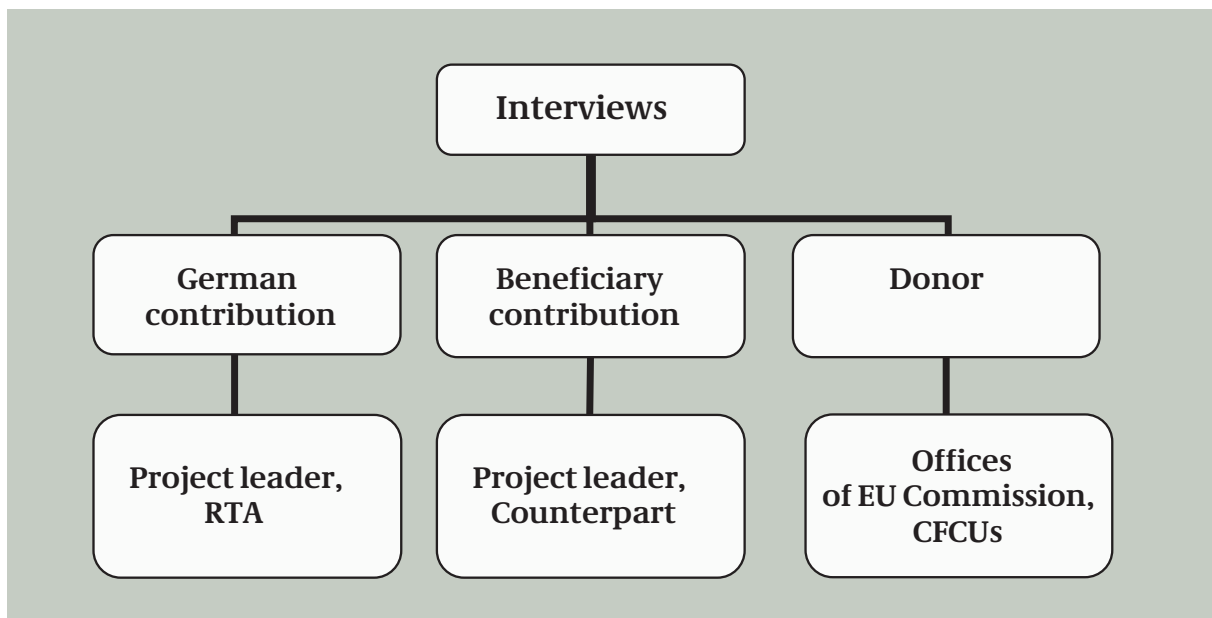 Interviews
German
contribution
Beneficiary
contribution
Donor
Project leader,
RTA
Project leader,
Counterpart
Offices
of EU Commission,
CFCUs